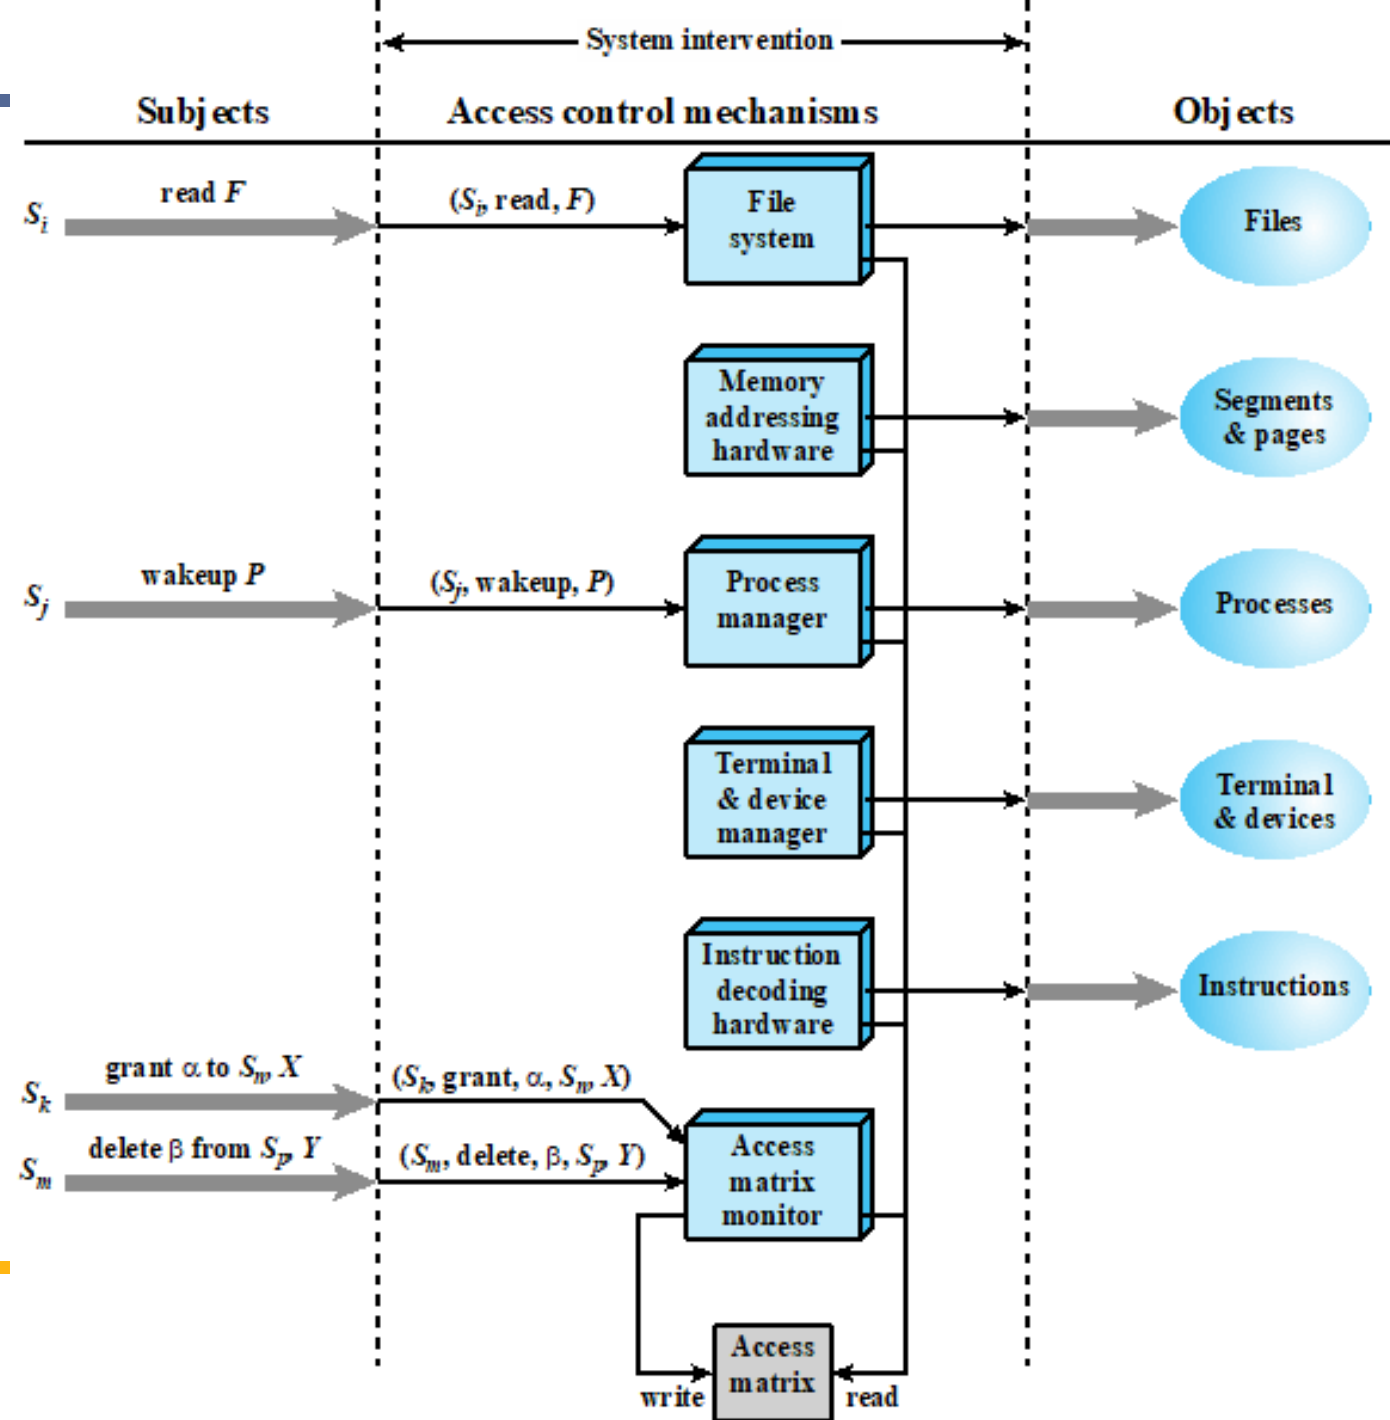 System intervention
Subjects
Access control mechanisms
Objects
read F
(Si, read, F)
Si
File
system
Files
Memory
addressing
hardware
Segments
& pages
wakeup P
(Sj, wakeup, P)
Sj
Process
manager
Processes
Terminal
& device
manager
Terminal
& devices
Instruction
decoding
hardware
Instructions
grant α to Sn, X
(Sk, grant, α, Sn, X)
Sk
delete β from Sp, Y
(Sm, delete, β, Sp, Y)
Sm
Access
matrix
monitor
Access
matrix
write
read